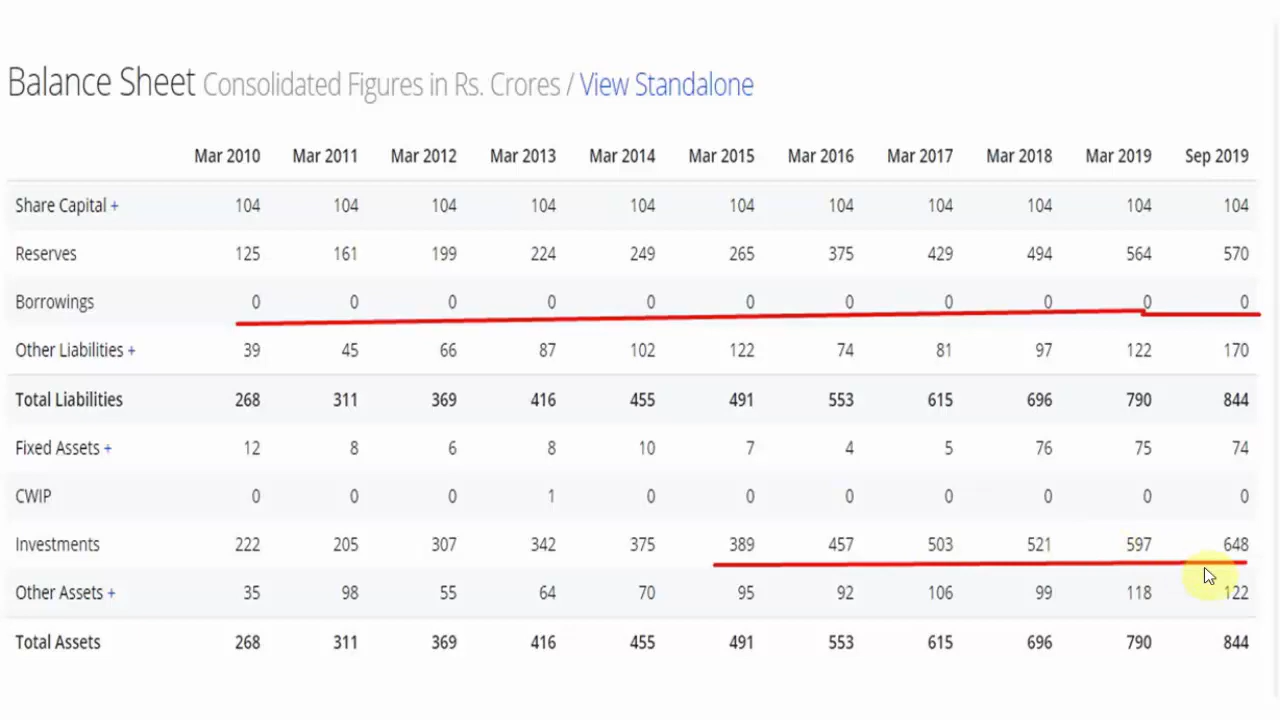 Balance Sheet Consolidated Figures in Rs. Crores / View Standalone
Mar 2010 Mar 2011 Mar 2012 Mar 2013 Mar 2014 Mar 2015 Mar 2016 Mar 2017 Mar 2018 Mar 2019 Sep 2019
Share Capital + 104 104 104 104 104 104 104 104 104 104 104
Reserves 125 161 199 224 249 265 375 429 494 564 570
Borrowings 0 0 0 0 0 0 0 0 0 0 0
Other Liabilities + 39 45 66 87 102 122 74 81 97 122 170
Total Liabilities 268 311 369 416 455 491 553 615 696 790 844
Fixed Assets + 12 8 6 8 10 7 4 5 76 75 74
CWIP 0 0 0 1 0 0 0 0 0 0 0
Investments 222 205 307 342 375 389 457 503 521 597 648
Other Assets + 35 98 55 64 70 95 92 106 99 118 122
Total Assets 268 311 369 416 455 491 553 615 696 790 844